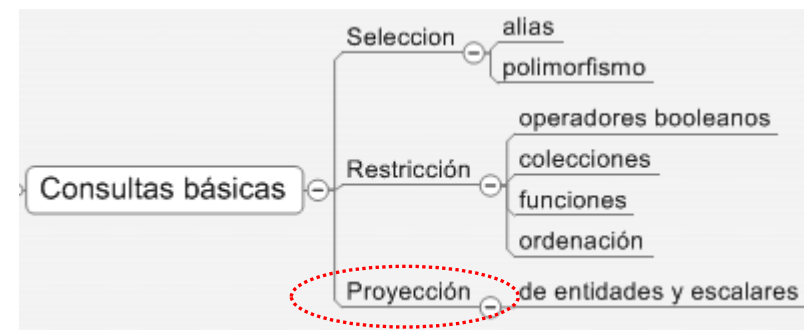 Consultas básicas
Seleccion
alias
polimorfismo
Restricción
operadores booleanos
colecciones
funciones
ordenación
Proyección
de entidades y escalares